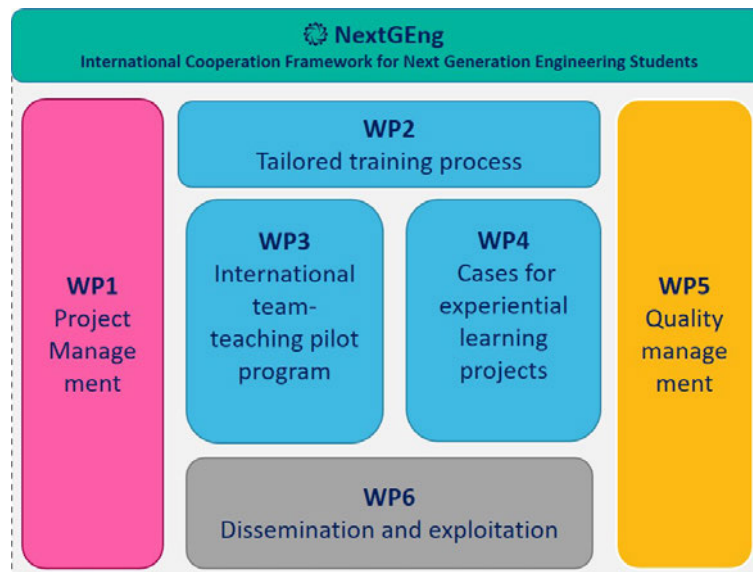 NextGEng
International Cooperation Framework for Next Generation Engineering Students
WP1
Project
Manage
ment
WP2
Tailored training process
WP3
International
team-
teaching pilot
program
WP4
Cases for
experiential
learning
projects
WP5
Quality
manage
ment
WP6
Dissemination and exploitation